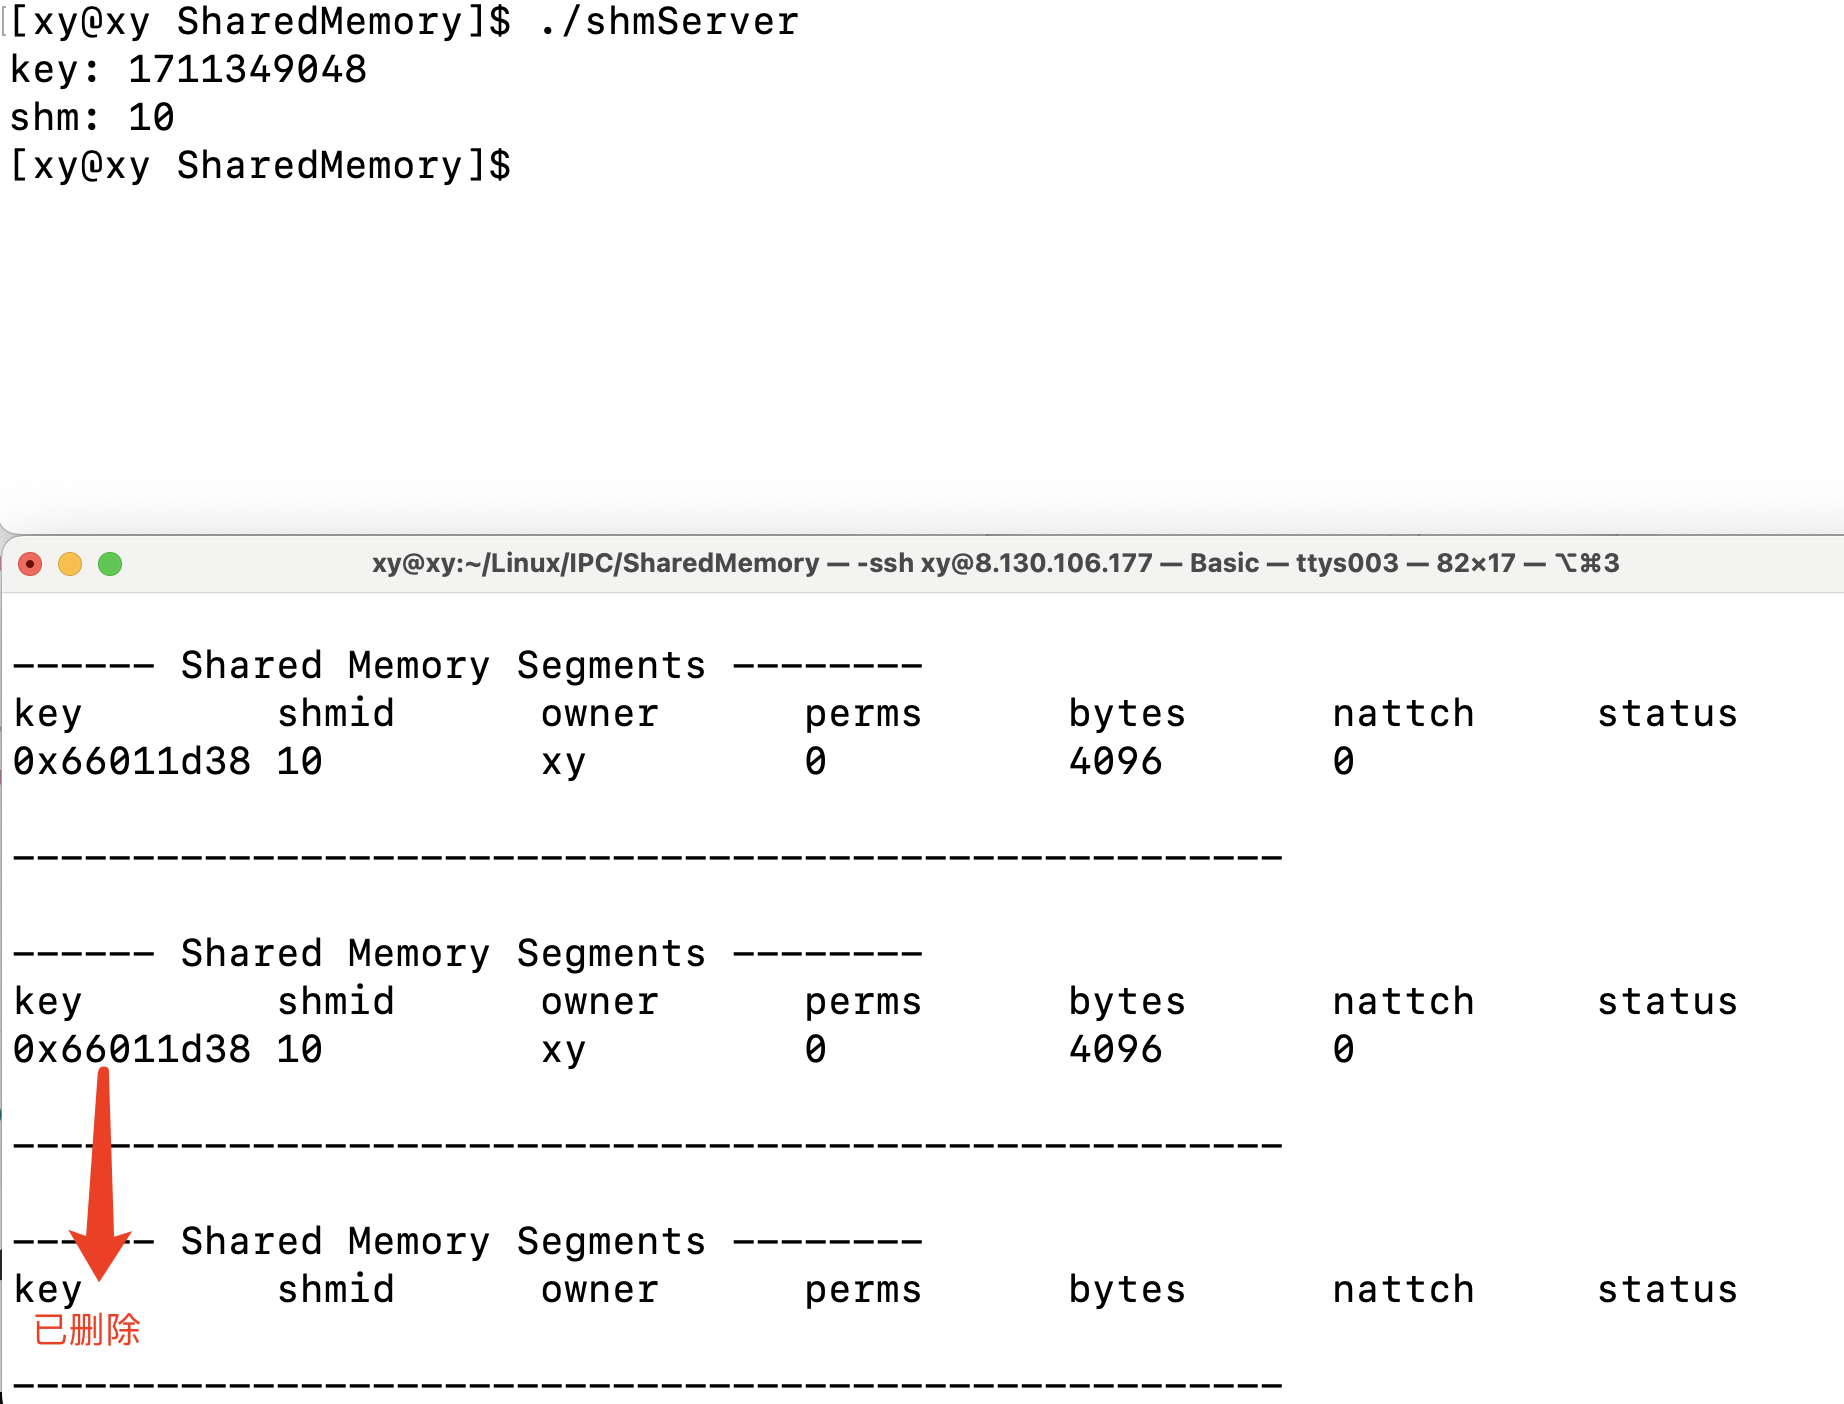 [xy@xy SharedMemory]$ ./shmServer
key: 1711349048
shm: 10
[xy@xy SharedMemory]$
xy@xy:~/Linux/IPC/SharedMemory — -ssh xy@8.130.106.177 — Basic — ttys003 — 82×17 — ⌥⌘3
------ Shared Memory Segments --------
key shmid owner perms bytes nattch status
0x66011d38 10 xy 0 4096 0
-----------------------------------------------------
------ Shared Memory Segments --------
key shmid owner perms bytes nattch status
0x66011d38 10 xy 0 4096 0
-----------------------------------------------------
------ Shared Memory Segments --------
key shmid owner perms bytes nattch status
已删除
-----------------------------------------------------